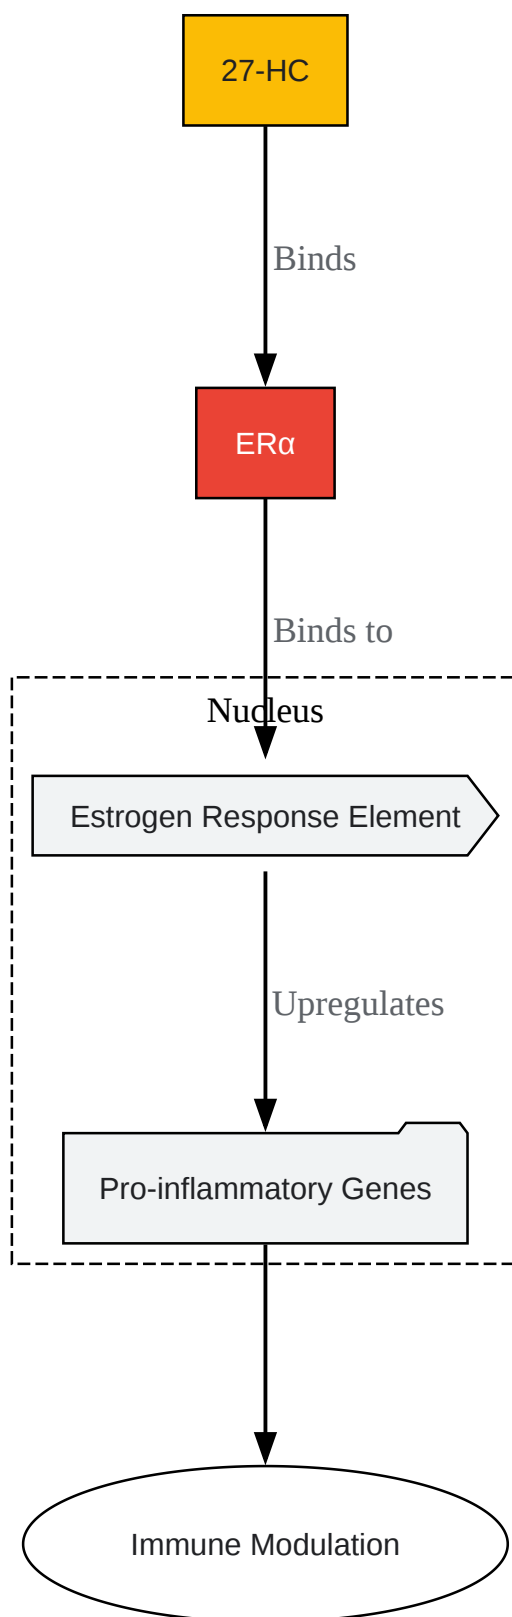 27-HC
Binds
ERα
Binds to
Nucleus
Estrogen Response Element
Upregulates
Pro-inflammatory Genes
Immune Modulation